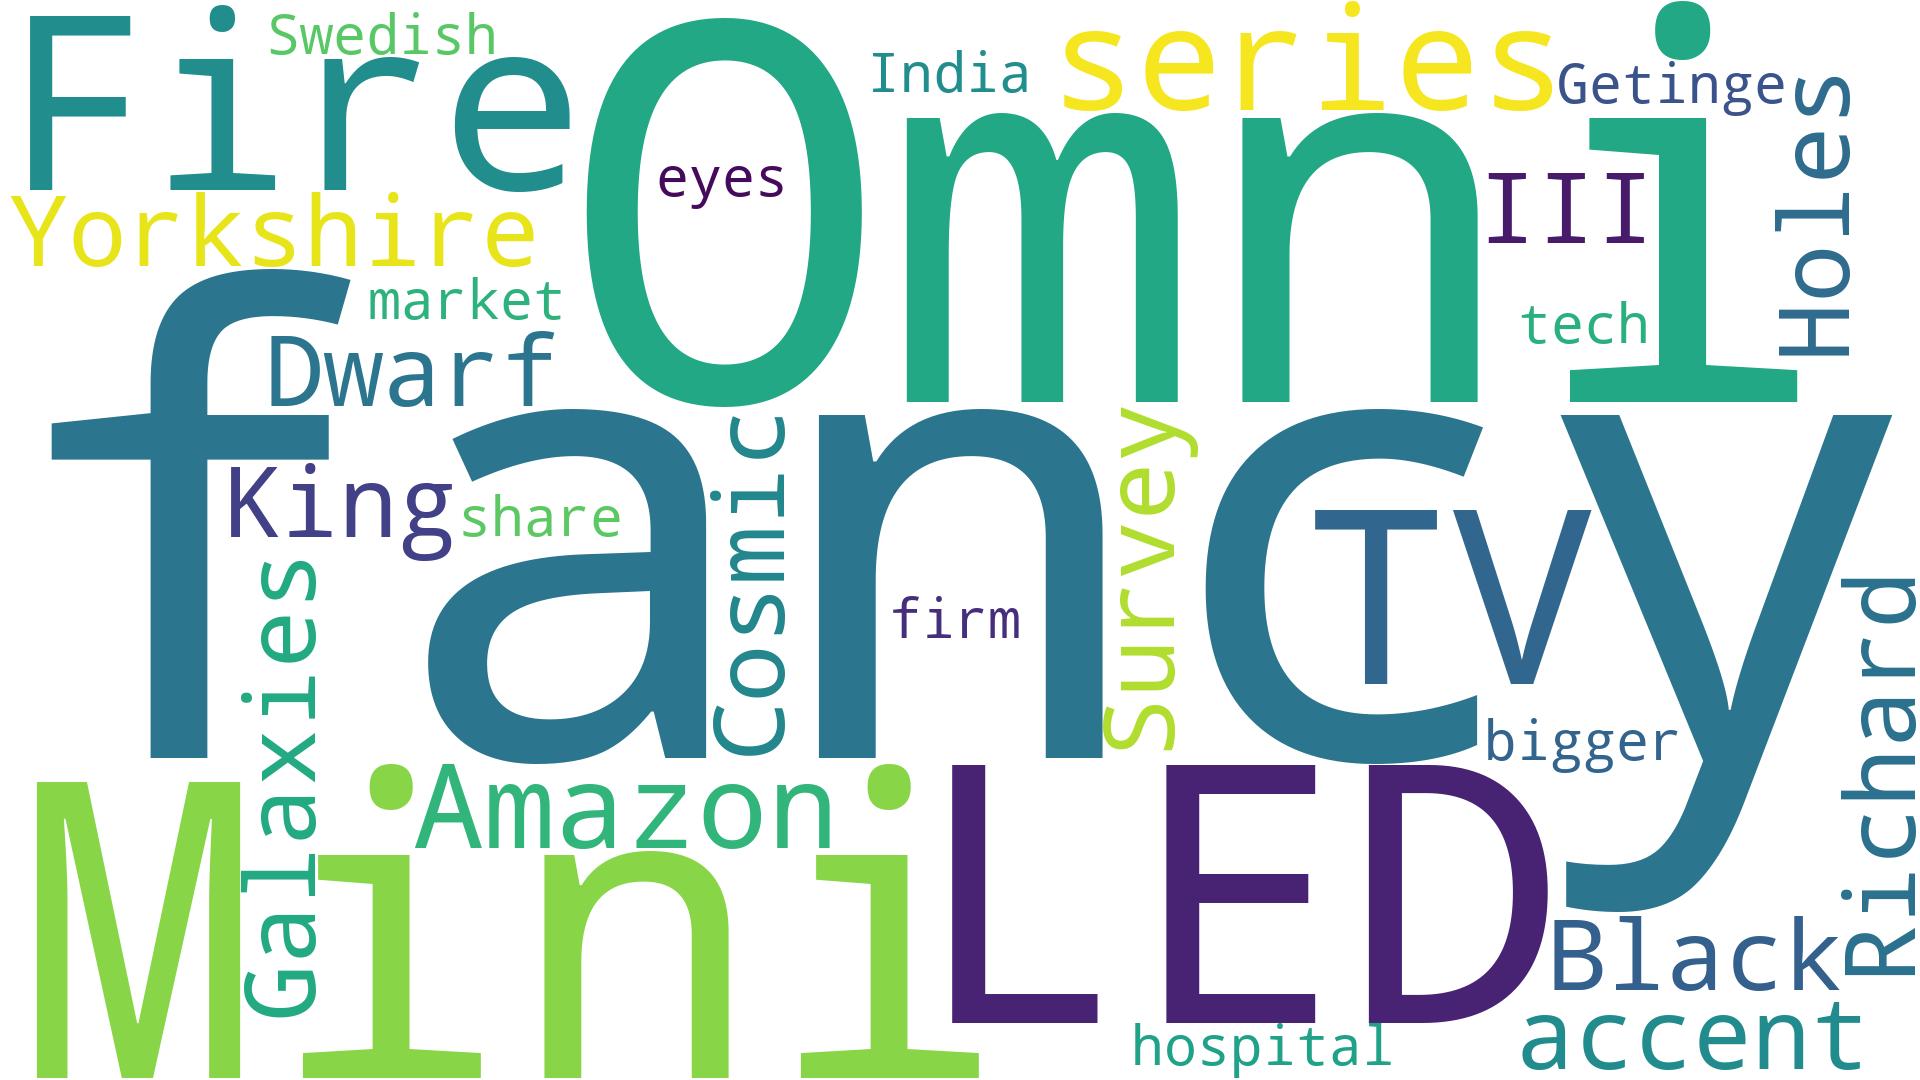 Fire
Swedish
Omni
India
series
Getinge
Holes
eyes
III
Yorkshire
market
tech
Dwarf
fancy
King
share
Cosmic
Survey
TV
firm
Galaxies
Richard
bigger
Mini
Amazon
LED
Black
hospital
accent